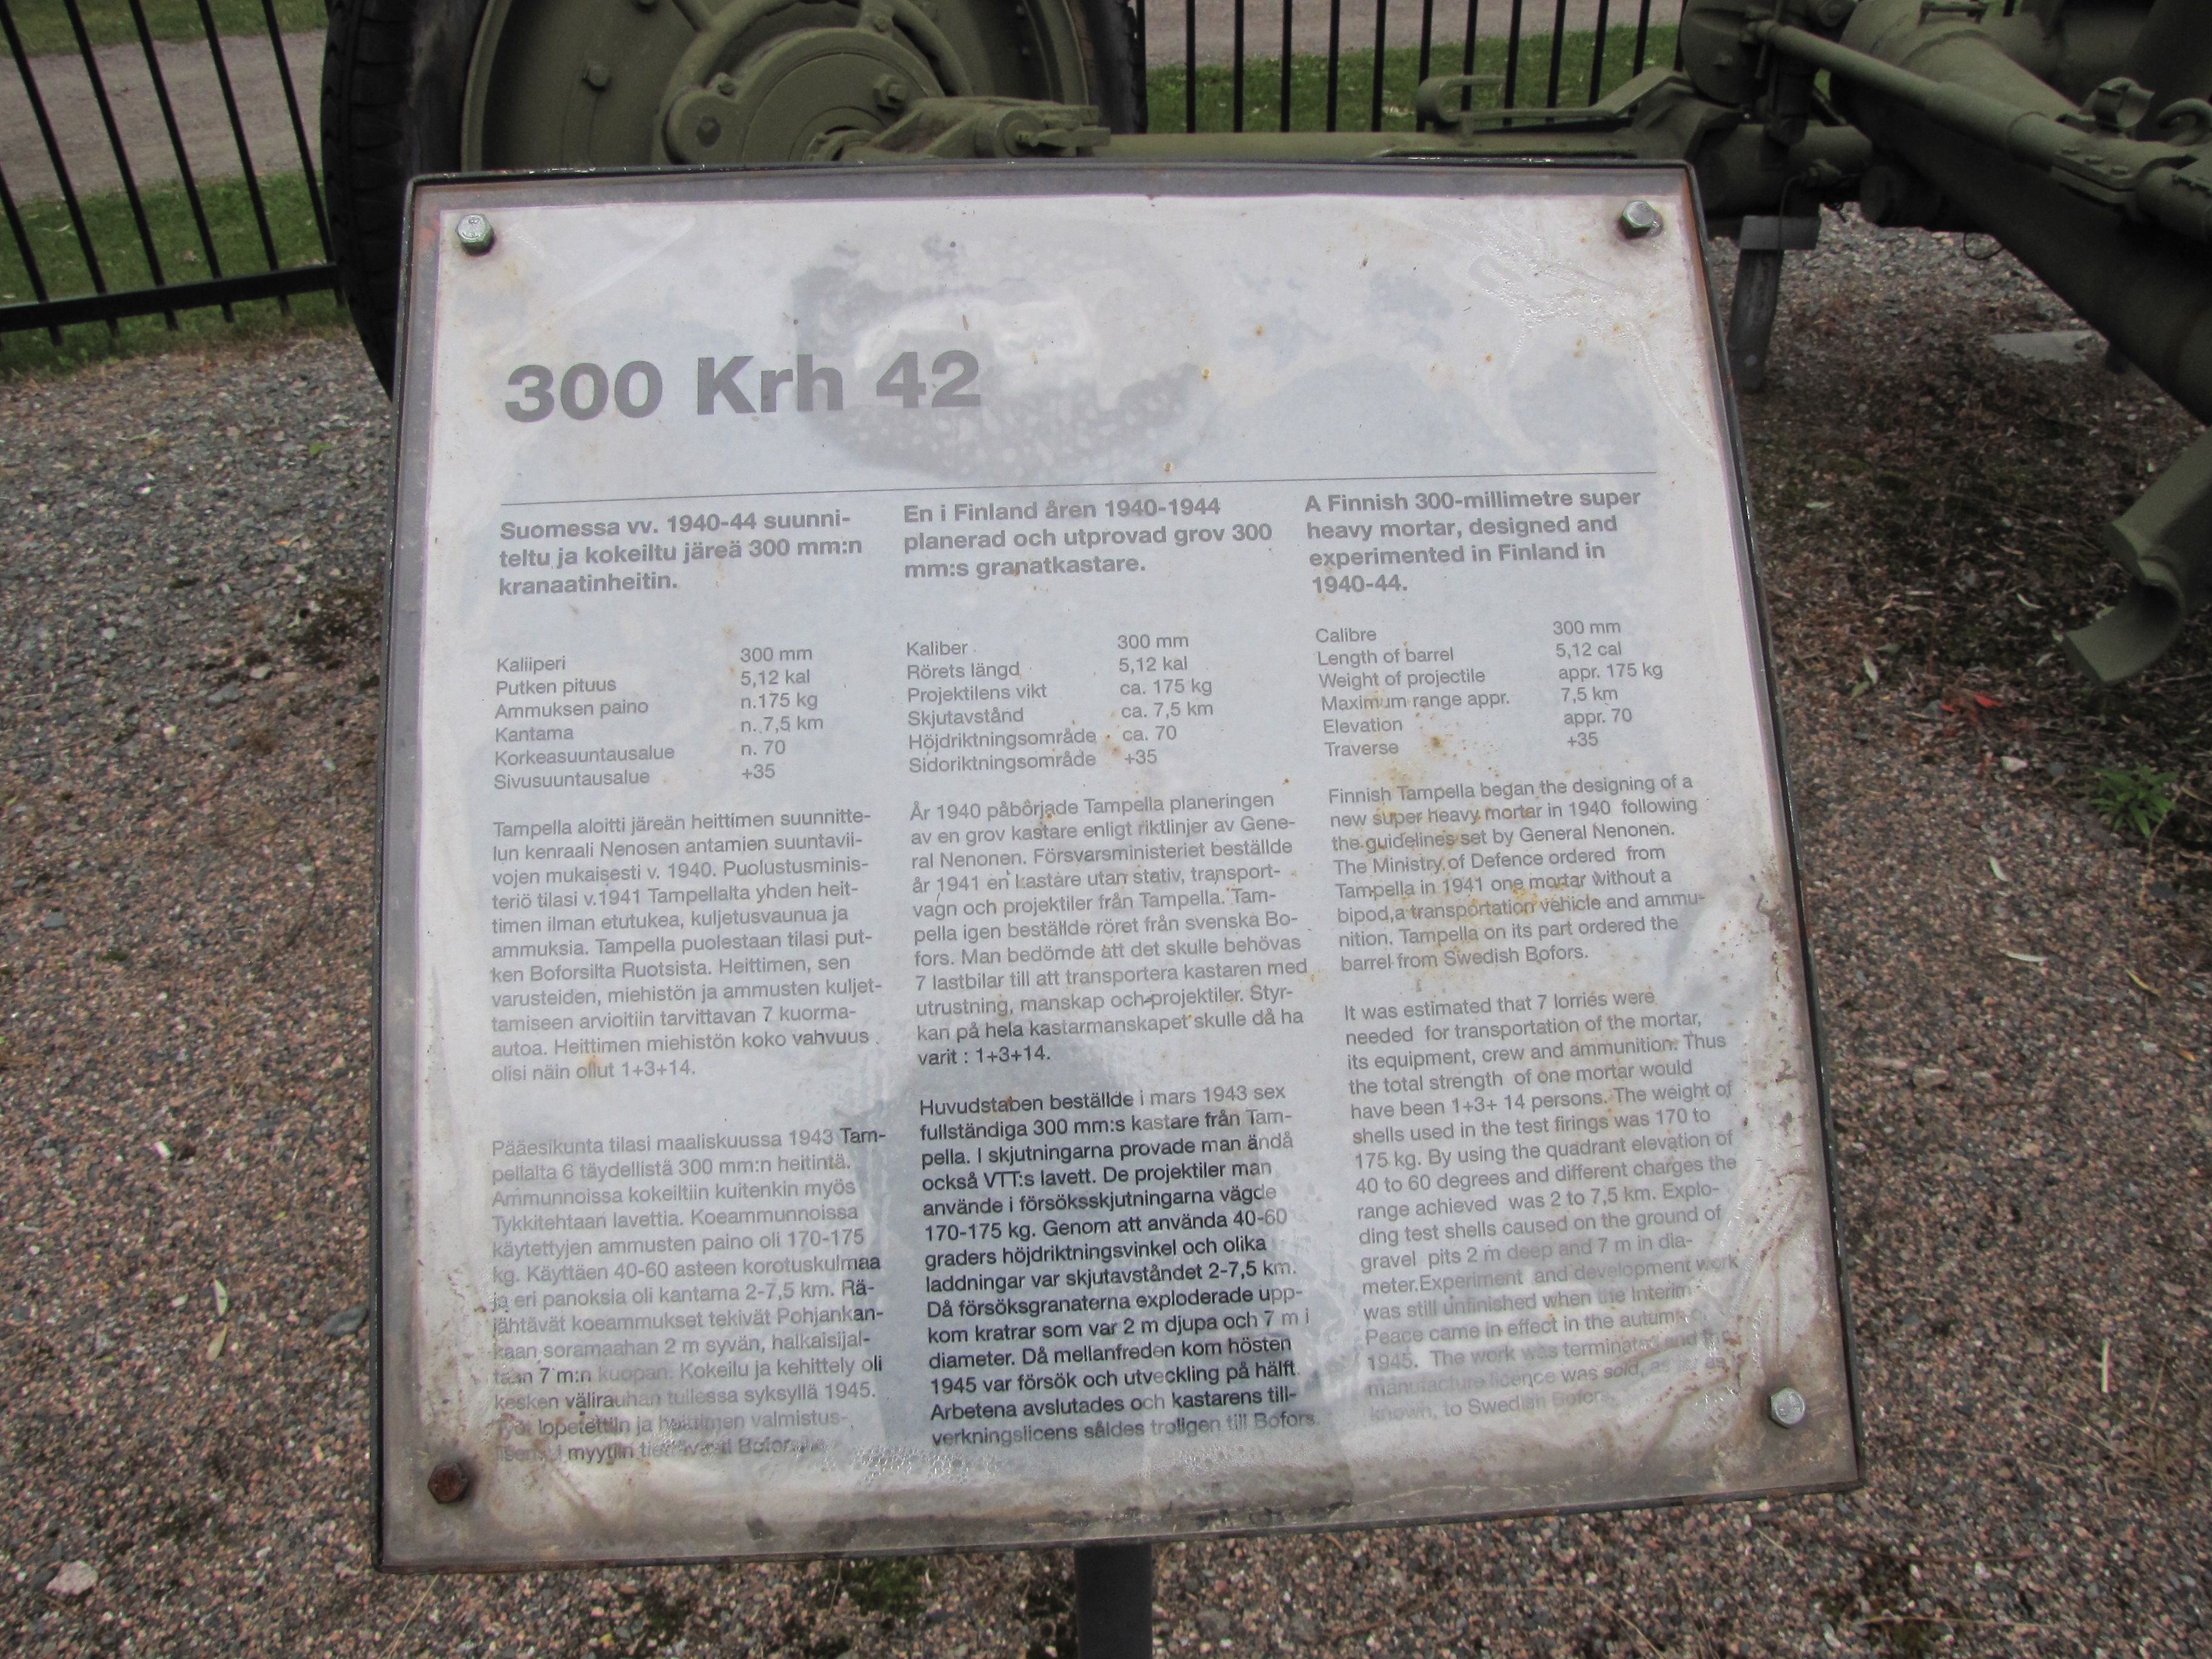 300 Krh 42
Suomessa vv. 1940-44 suunni-
teltu ja kokeiltu järeä 300 mm:n
kranaatinheitin.
Kaliiperi 300 mm
Putken pituus 5,12 kal
Ammuksen paino n.175 kg
Kantama n. 7,5 km
Korkeasuuntausalue n. 70
Sivusuuntausalue +35
Tampella aloitti järeän heittimen suunnitte-
lun kenraali Nenosen antamien suuntavii-
vojen mukaisesti v. 1940. Puolustusminis-
teriö tilasi v.1941 Tampellalta yhden heit-
timen ilman etutukea, kuljetusvaunua ja
ammuksia. Tampella puolestaan tilasi put-
ken Boforsilta Ruotsista. Heittimen, sen
varusteiden, miehistön ja ammusten kuljet-
tamiseen arvioitiin tarvittavan 7 kuorma-
autoa. Heittimen miehistön koko vahvuus
olisi näin ollut 1+3+14.
Pääesikunta tilasi maaliskuussa 1943 Tam-
pellalta 6 täydellistä 300 mm:n heitintä.
Ammunnoissa kokeiltiin kuitenkin myös
Tykkitehtaan lavettia. Koeammunnoissa
käytettyjen ammusten paino oli 170-175
kg. Käyttäen 40-60 asteen korotuskulmaa
ja eri panoksia oli kantama 2-7,5 km. Rä-
jähtävät koeammukset tekivät Pohjankan-
kaan soramaahan 2 m syvän, halkaisijal-
taan 7 m:n kuopan. Kokeilu ja kehittely oli
kesken välirauhan tullessa syksyllä 1945.
lopetettiin ja heittimen valmistus-
myytiin
En i Finland åren 1940-1944
planerad och utprovad grov 300
mm:s granatkastare.
Kaliber 300 mm
Rörets längd 5,12 kal
Projektilens vikt ca. 175 kg
Skjutavstånd ca. 7,5 km
Höjdriktningsområde ca. 70
Sidoriktningsområde +35
År 1940 påbörjade Tampella planeringen
av en grov kastare enligt riktlinjer av Gene-
ral Nenonen. Försvarsministeriet beställde
år 1941 en kastare utan stativ, transport-
vagn och projektiler från Tampella. Tam-
pella igen beställde röret från svenska Bo-
fors. Man bedömde att det skulle behövas
7 lastbilar till att transportera kastaren med
utrustning, manskap och projektiler. Styr-
kan på hela kastarmanskapet skulle då ha
varit : 1+3+14.
Huvudstaben beställde i mars 1943 sex
fullständiga 300 mm:s kastare från Tam-
pella. I skjutningarna provade man ändå
också VTT:s lavett. De projektiler man
använde i försöksskjutningarna vägde
170-175 kg. Genom att använda 40-60
graders höjdriktningsvinkel och olika
laddningar var skjutavståndet 2-7,5 km.
Då försöksgranaterna exploderade upp-
kom kratrar som var 2 m djupa och 7 m i
diameter. Då mellanfreden kom hösten
1945 var försök och utveckling på hälft.
Arbetena avslutades och kastarens till-
verkningslicens såldes troligen till Bofors.
A Finnish 300-millimetre super
heavy mortar, designed and
experimented in Finland in
1940-44.
Calibre 300 mm
Length of barrel 5,12 cal
Weight of projectile appr. 175 kg
Maximum range appr. 7,5 km
Elevation appr. 70
Traverse +35
Finnish Tampella began the designing of a
new super heavy mortar in 1940 following
the guidelines set by General Nenonen.
The Ministry of Defence ordered from
Tampella in 1941 one mortar without a
bipod,a transportation vehicle and ammu-
nition. Tampella on its part ordered the
barrel from Swedish Bofors.
It was estimated that 7 lorries were
needed for transportation of the mortar,
its equipment, crew and ammunition. Thus
the total strength of one mortar would
have been 1+3+ 14 persons. The weight of
shells used in the test firings was 170 to
175 kg. By using the quadrant elevation of
40 to 60 degrees and different charges the
range achieved was 2 to 7,5 km. Explo-
ding test shells caused on the ground of
gravel pits 2 m deep and 7 m in dia-
meter.Experiment and development work
was still unfinished when the Interim
Peace came in effect in the autumn
1945. The work was terminated and the
manufacture licence was sold, as far as
known, to Swedish Bofors.